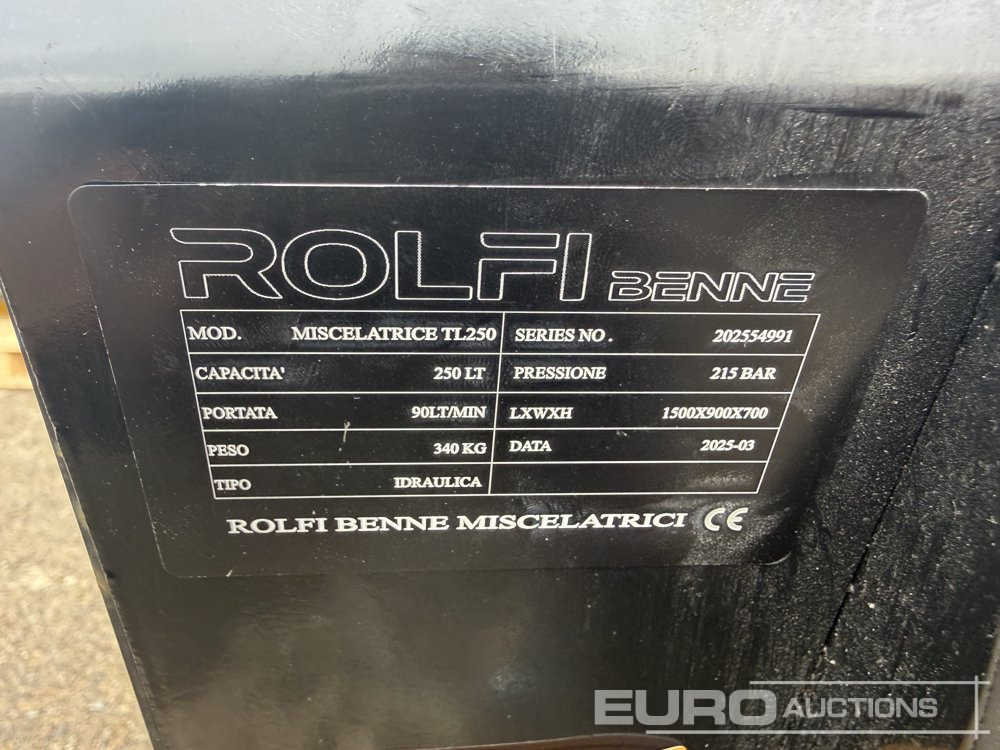 ROLFI BENNE
MOD. MISCELATRICE TL250 SERIES NO . 202554991
CAPACITA' 250 LT PRESSIONE 215 BAR
PORTATA 90LT/MIN LXWXH 1500X900X700
PESO 340 KG DATA 2025-03
TIPO IDRAULICA
ROLFI BENNE MISCELATRICI CE
EURO AUCTIONS